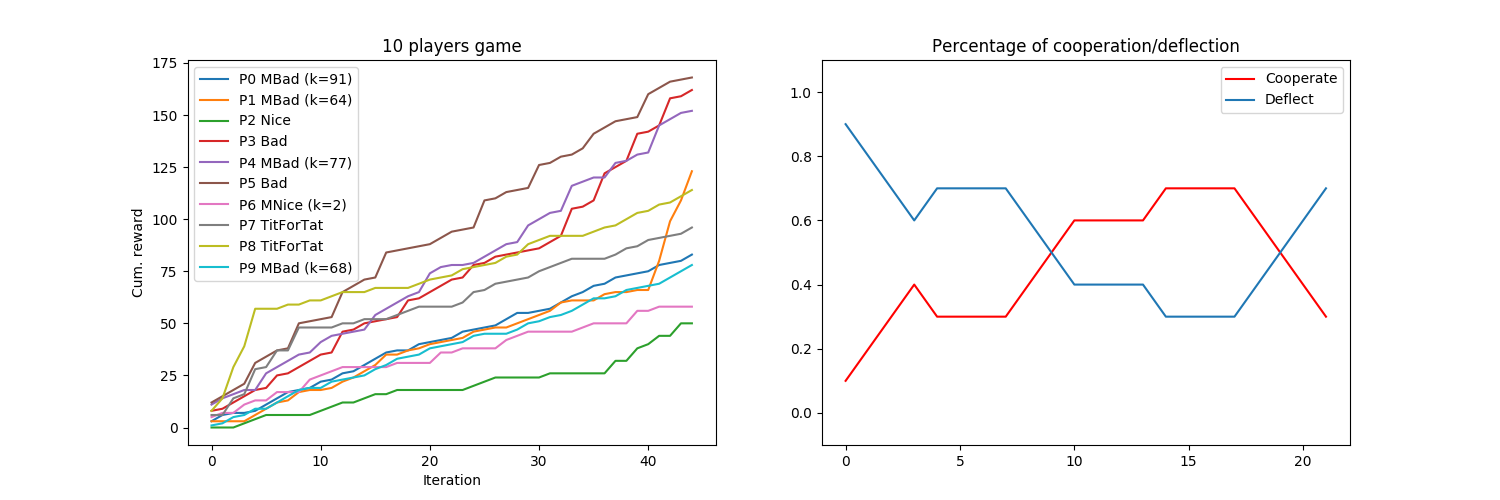 10 players game
175
150
125
100
75
50
25
0
Cum. reward
P0 MBad (k=91)
P1 MBad (k=64)
P2 Nice
P3 Bad
P4 MBad (k=77)
P5 Bad
P6 MNice (k=2)
P7 TitForTat
P8 TitForTat
P9 MBad (k=68)
0 10 20 30 40
Iteration
Percentage of cooperation/deflection
1.0
0.8
0.6
0.4
0.2
0.0
Cooperate
Deflect
0 5 10 15 20